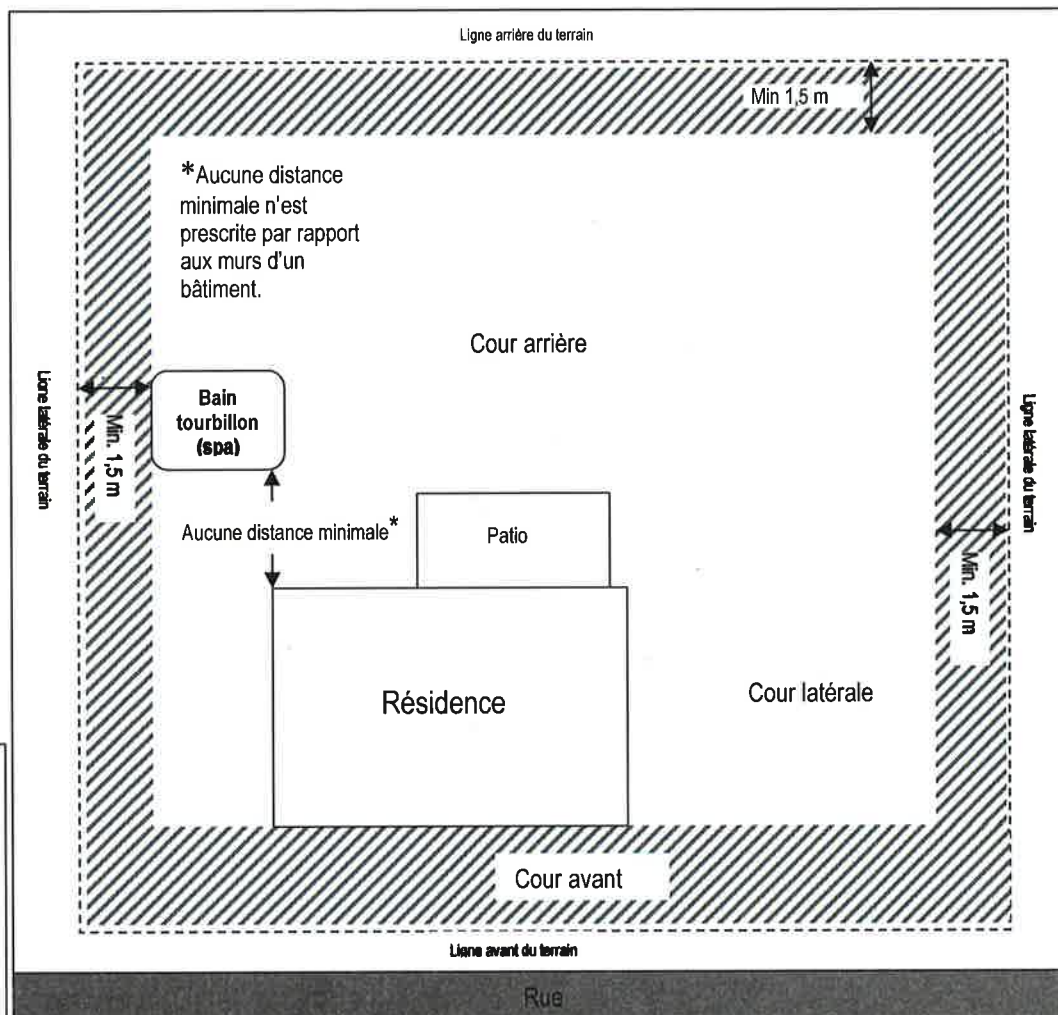 Ligne arrière du terrain
Min 1,5 m
*Aucune distance
minimale n'est
prescrite par rapport
aux murs d'un
bâtiment.
Cour arrière
Ligne latérale du terrain
Min. 1,5 m
Bain
tourbillon
(spa)
Aucune distance minimale*
Patio
Ligne latérale du terrain
Min. 1,5 m
Résidence
Cour latérale
Cour avant
Ligne avant du terrain
Rue